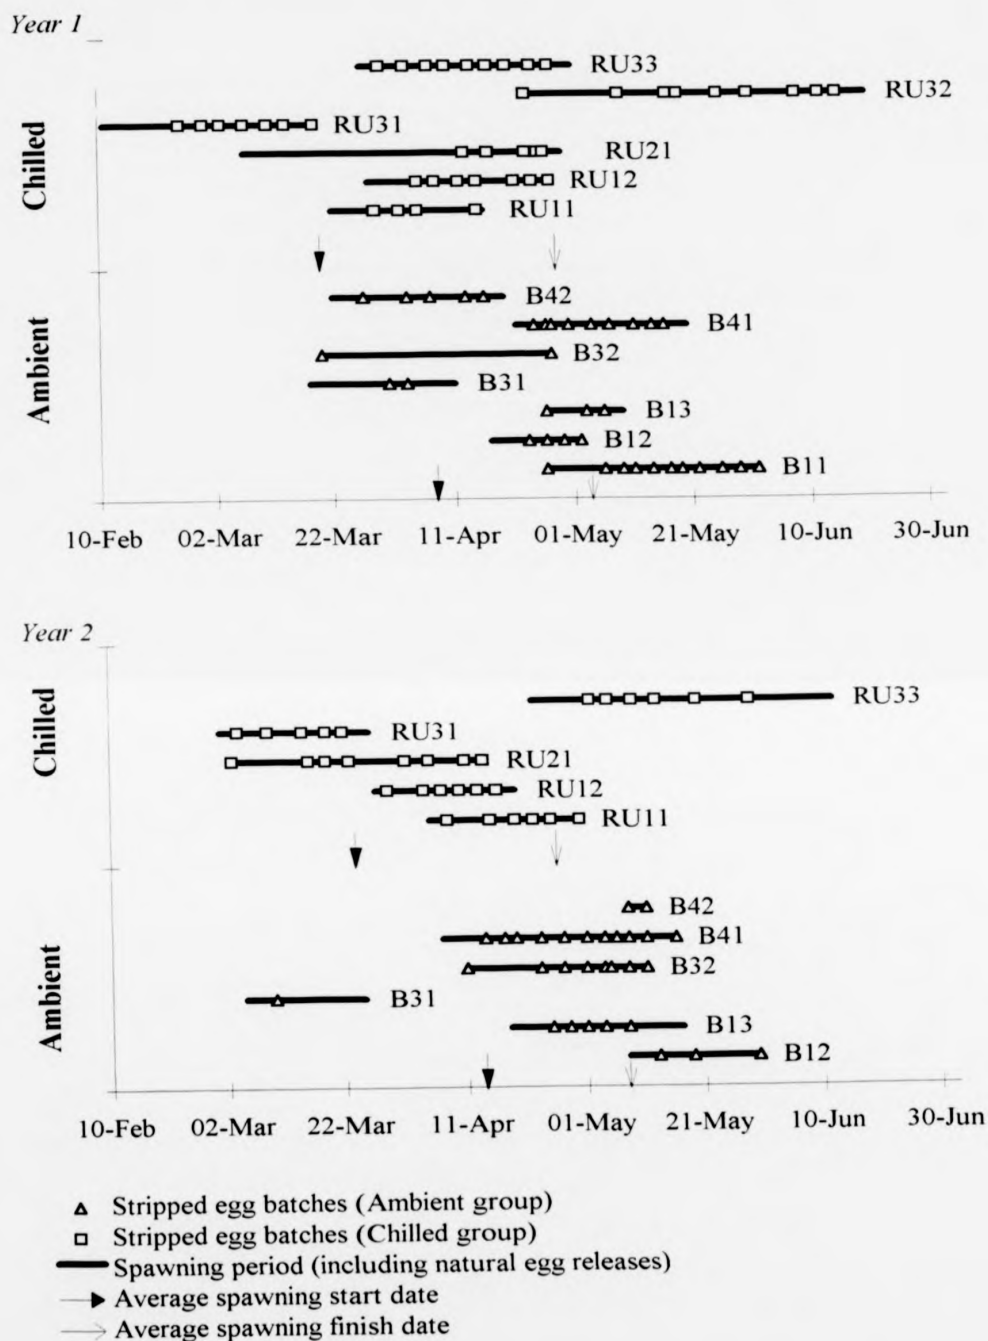 Year 1
Chilled
RU33
RU32
RU31
RU21
RU12
RU11
Ambient
B42
B41
B32
B31
B13
B12
B11
10-Feb 02-Mar 22-Mar 11-Apr 01-May 21-May 10-Jun 30-Jun
Year 2
Chilled
RU33
RU31
RU21
RU12
RU11
Ambient
B42
B41
B32
B31
B13
B12
10-Feb 02-Mar 22-Mar 11-Apr 01-May 21-May 10-Jun 30-Jun
Stripped egg batches (Ambient group)
Stripped egg batches (Chilled group)
Spawning period (including natural egg releases)
Average spawning start date
Average spawning finish date